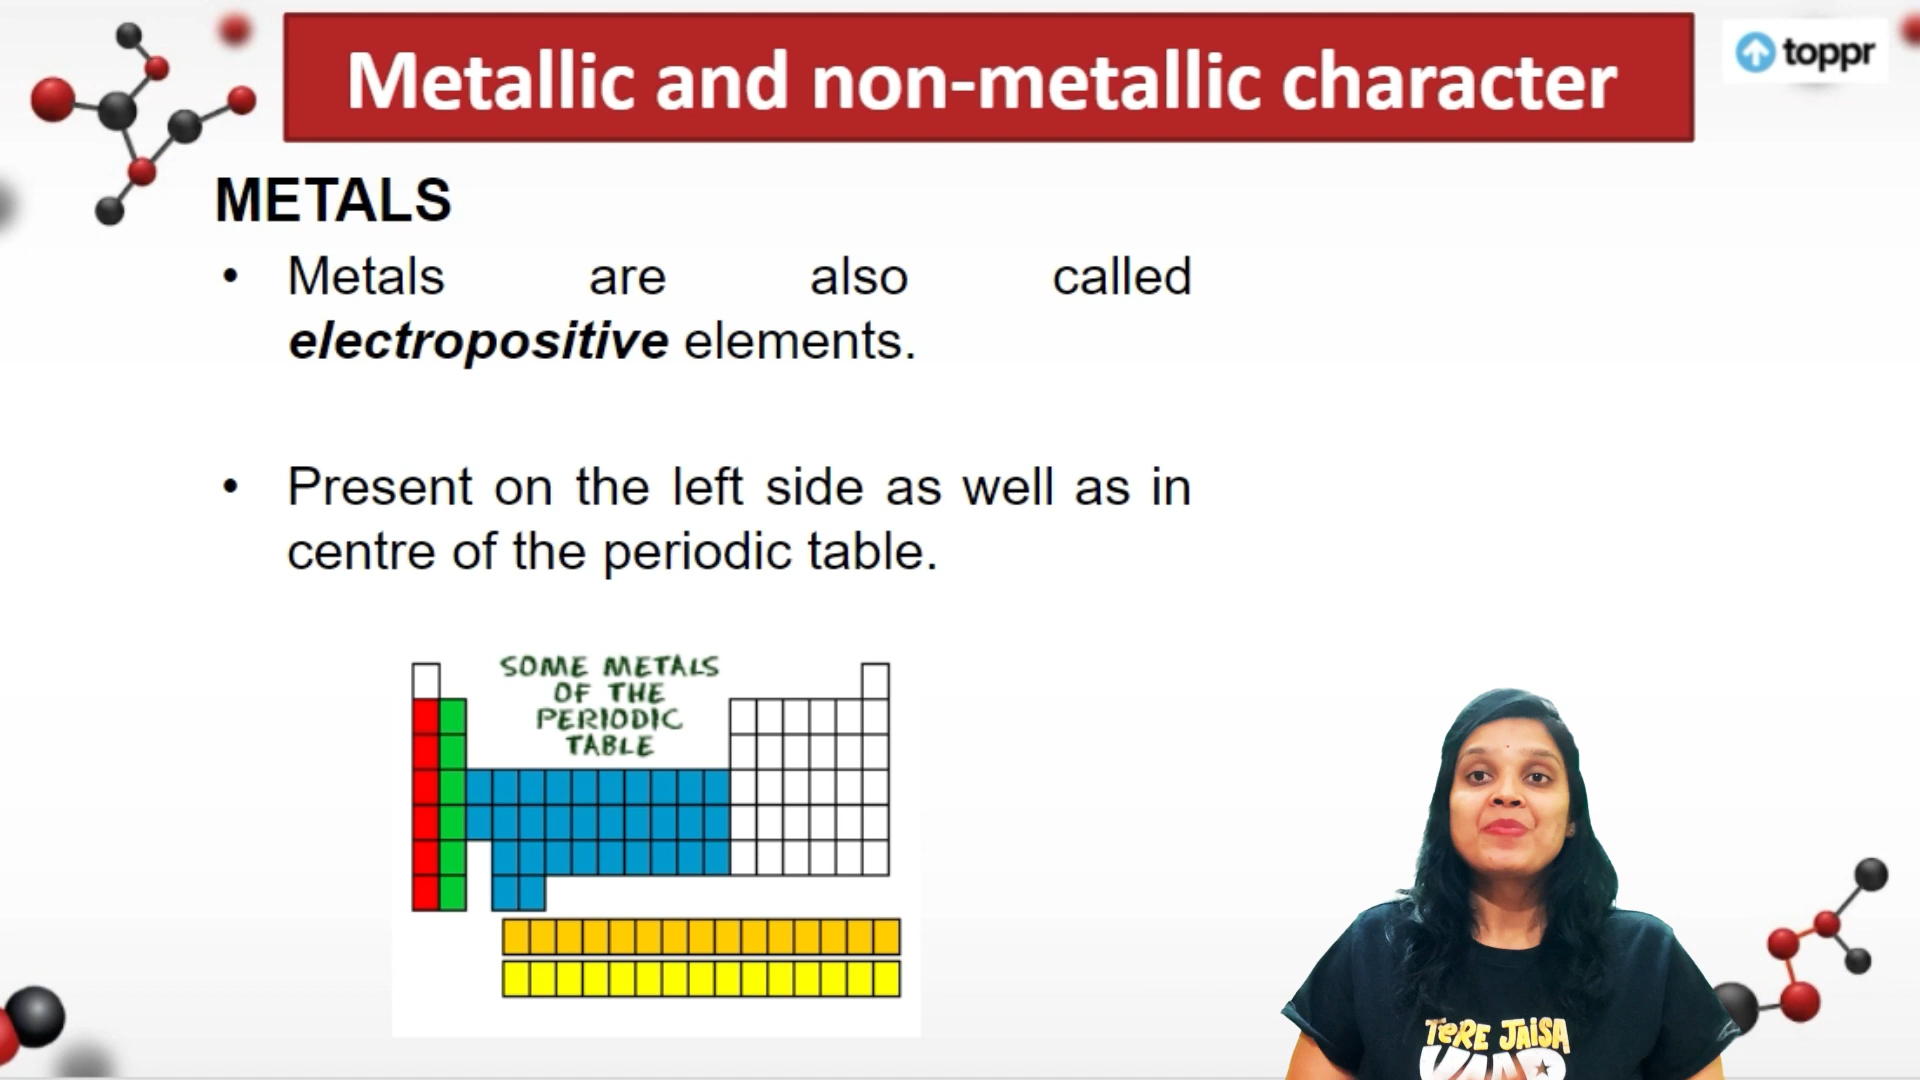 Metallic and non-metallic character
toppr
METALS
• Metals are also called
electropositive elements.
• Present on the left side as well as in
centre of the periodic table.
SOME METALS
OF THE
PERIODIC
TABLE
TERE JAISA
YAAR